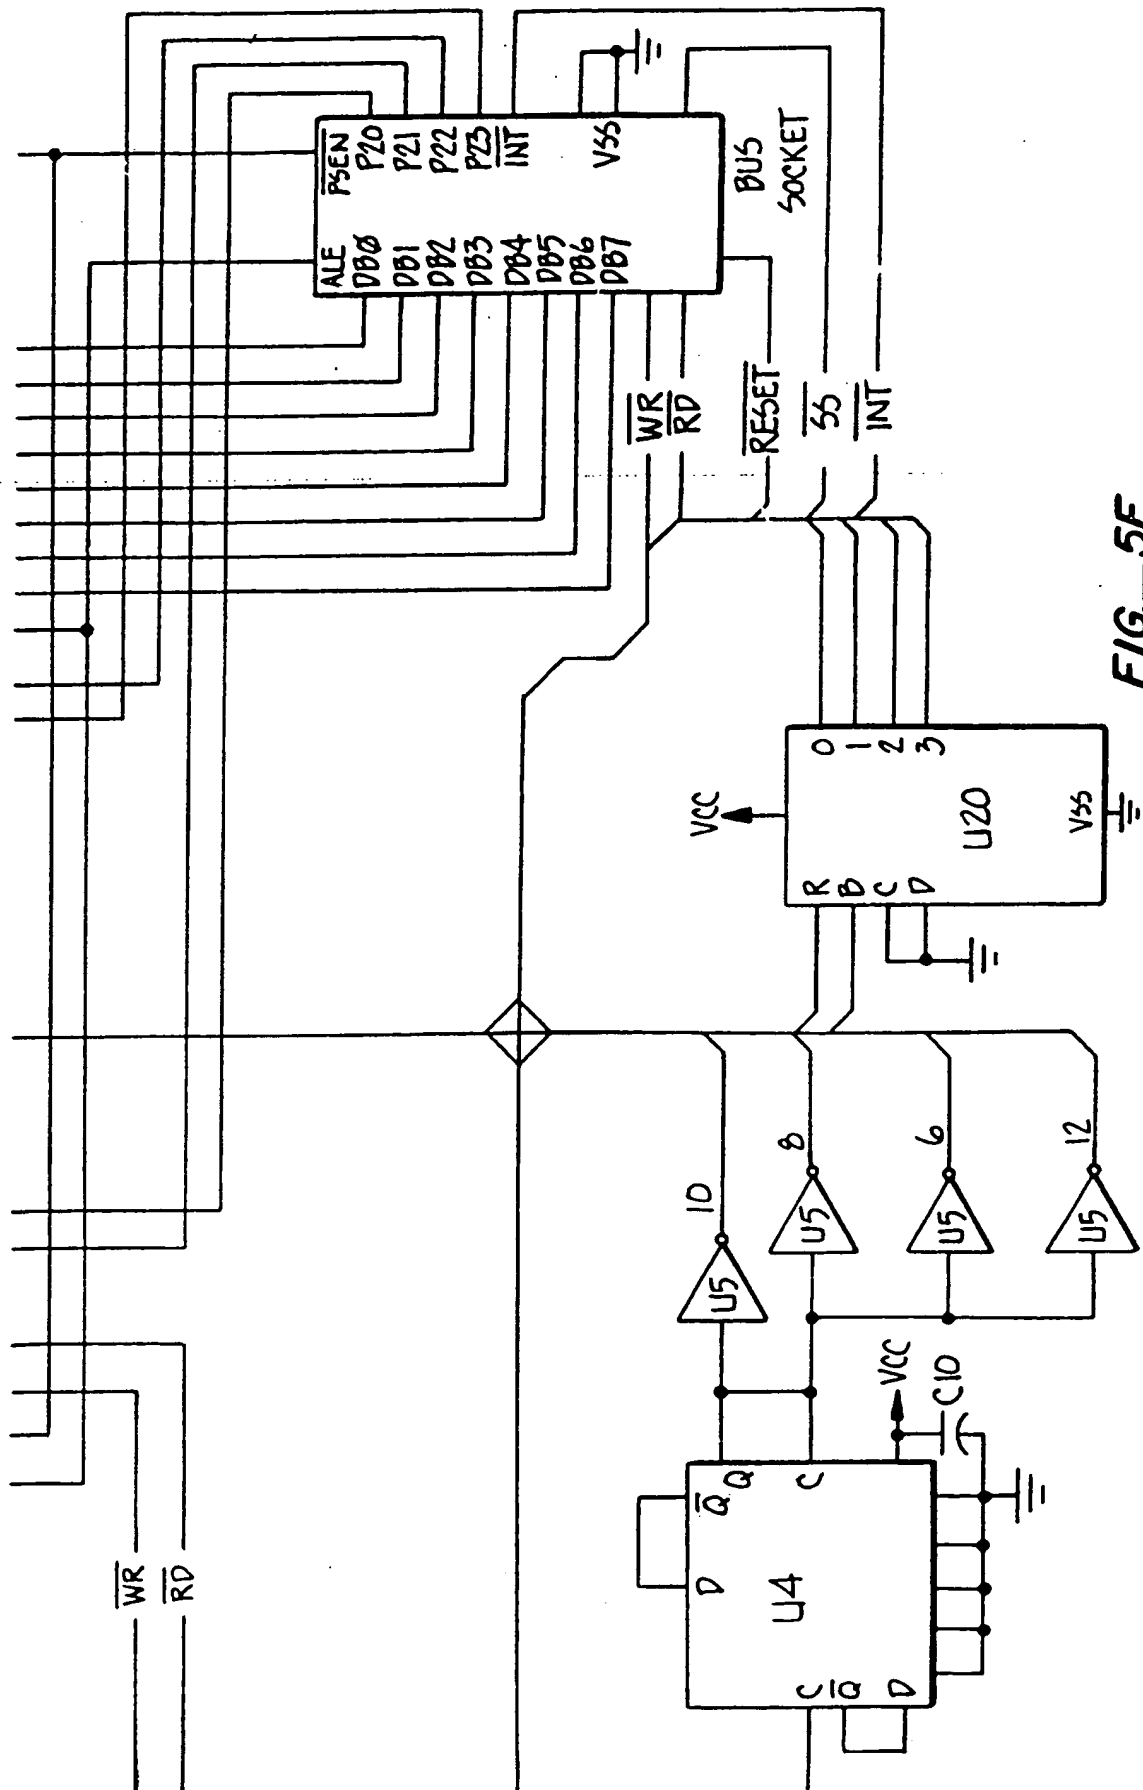 PSEN
P20
P21
P22
P23
INT
VSS
ALE
DB0
DB1
DB2
DB3
DB4
DB5
DB6
DB7
BUS
SOCKET
WR
RD
RESET
SS
INT
FIG. 5F
VCC
0
1
2
3
U20
VSS
R
B
C
D
10
U5
8
U5
6
U5
12
U5
VCC
C10
Q
Q
C
D
U4
C
Q
D
WR
RD